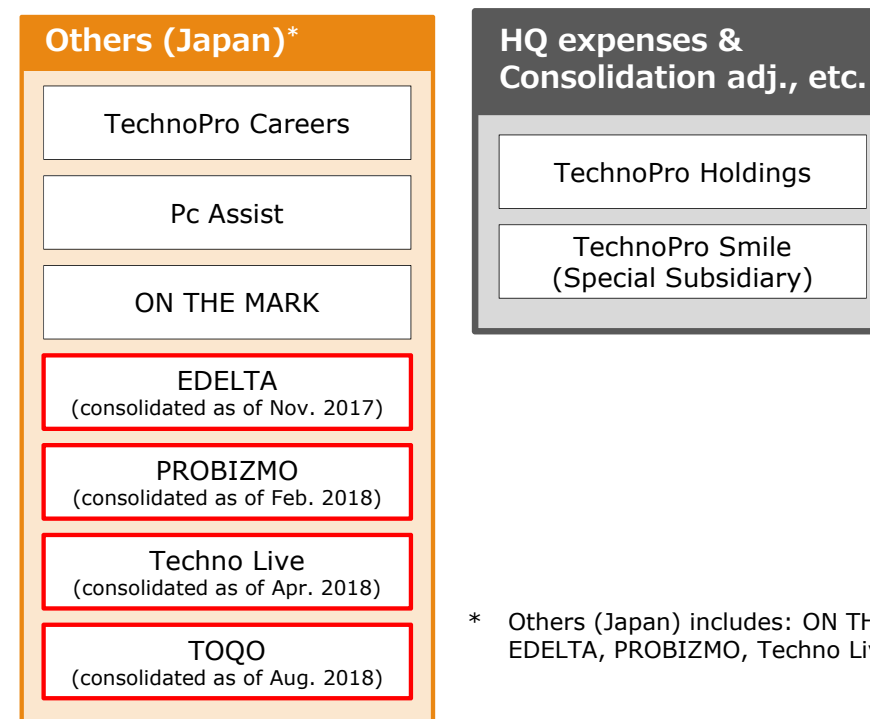 Others (Japan)*
TechnoPro Careers
Pc Assist
ON THE MARK
EDELTA
(consolidated as of Nov. 2017)
PROBIZMO
(consolidated as of Feb. 2018)
Techno Live
(consolidated as of Apr. 2018)
TOQO
(consolidated as of Aug. 2018)
HQ expenses &
Consolidation adj., etc.
TechnoPro Holdings
TechnoPro Smile
(Special Subsidiary)
* Others (Japan) includes: ON
EDELTA, PROBIZMO, Techno